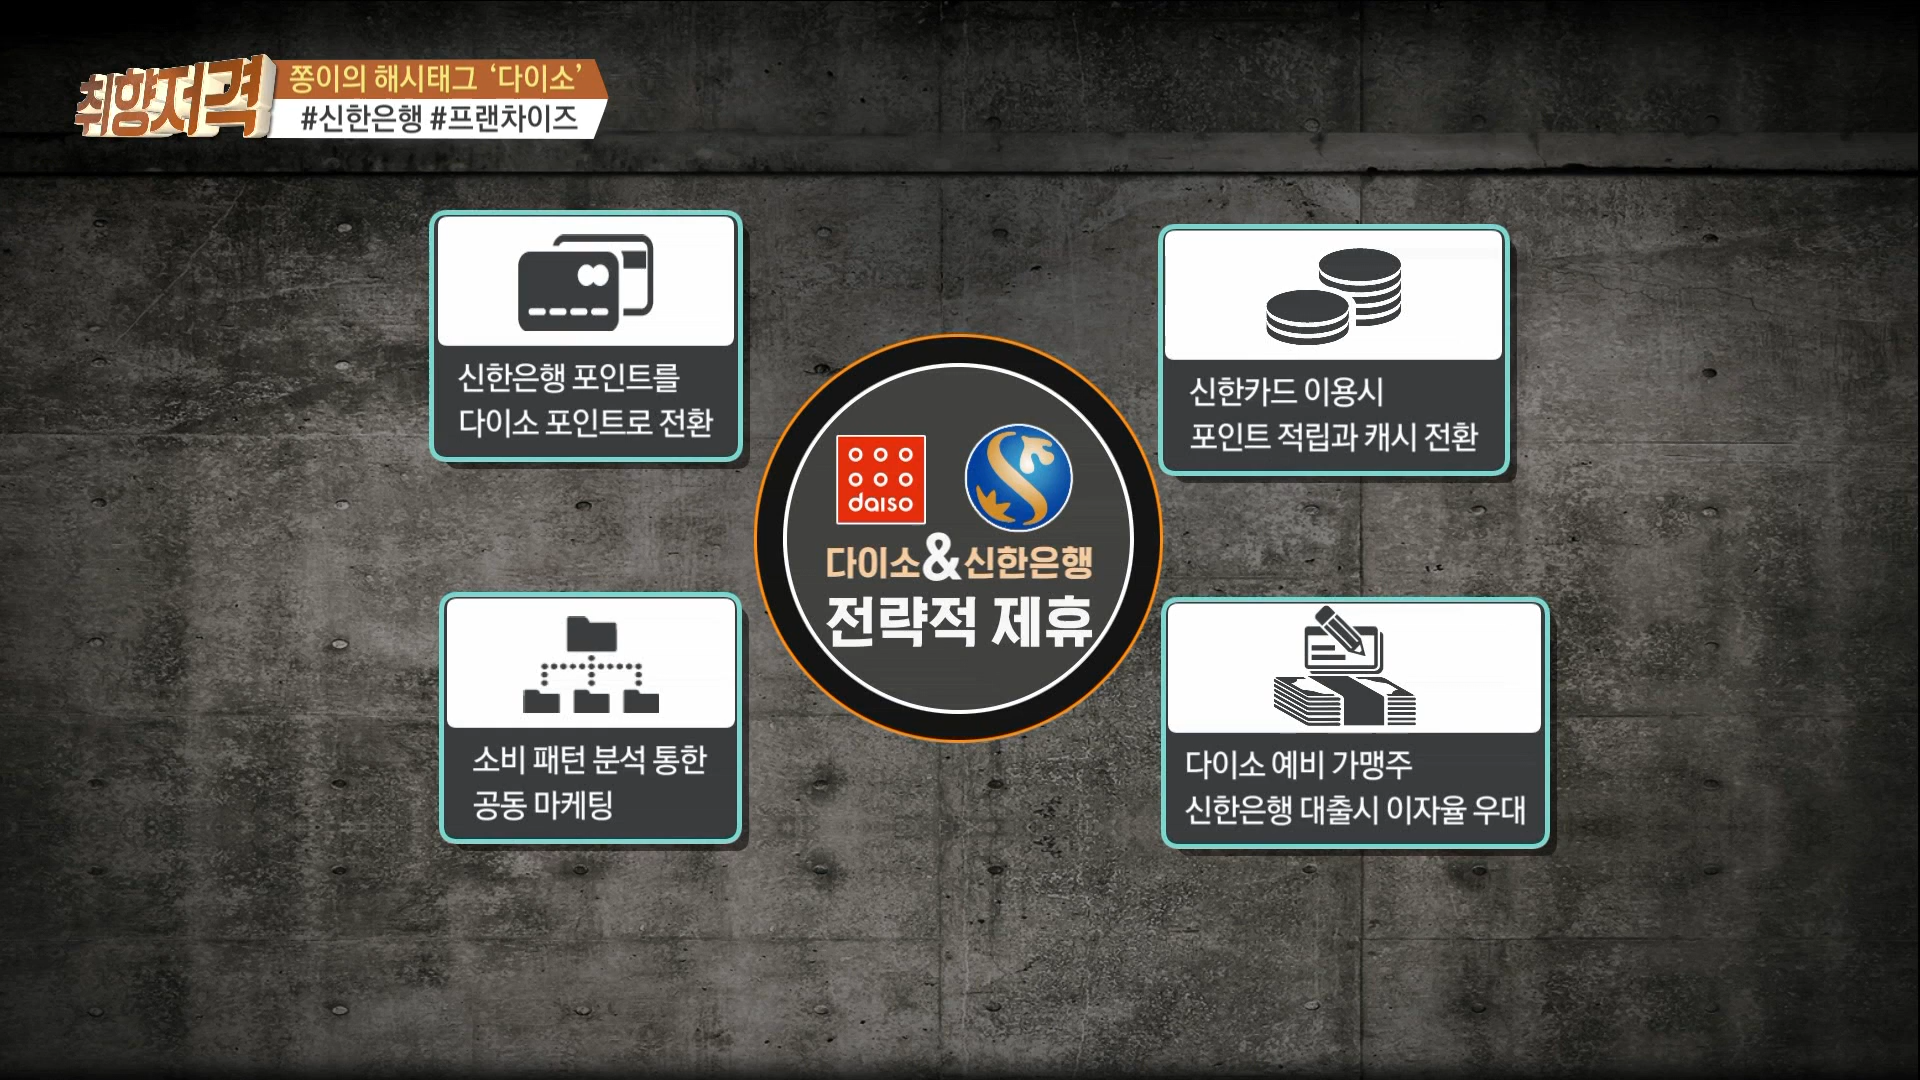 취향저격
쫑이의 해시태그 ‘다이소’
#신한은행 #프랜차이즈
신한은행 포인트를
다이소 포인트로 전환
신한카드 이용시
포인트 적립과 캐시 전환
daiso
다이소&신한은행
전략적 제휴
소비 패턴 분석 통한
공동 마케팅
다이소 예비 가맹주
신한은행 대출시 이자율 우대